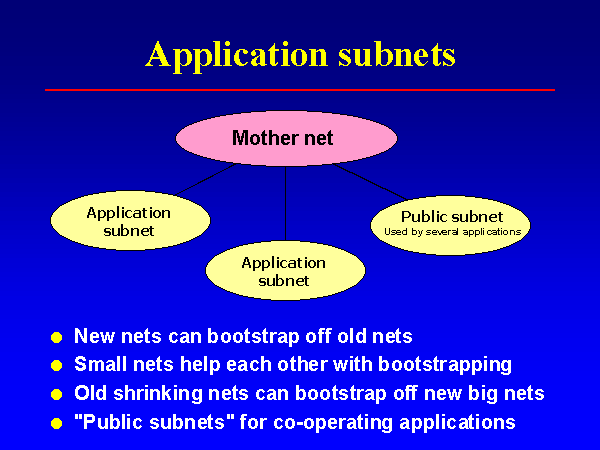 Application subnets
Mother net
Application
subnet
Public subnet
Used by several applications
Application
subnet
New nets can bootstrap off old nets
Small nets help each other with bootstrapping
Old shrinking nets can bootstrap off new big nets
"Public subnets" for co-operating applications